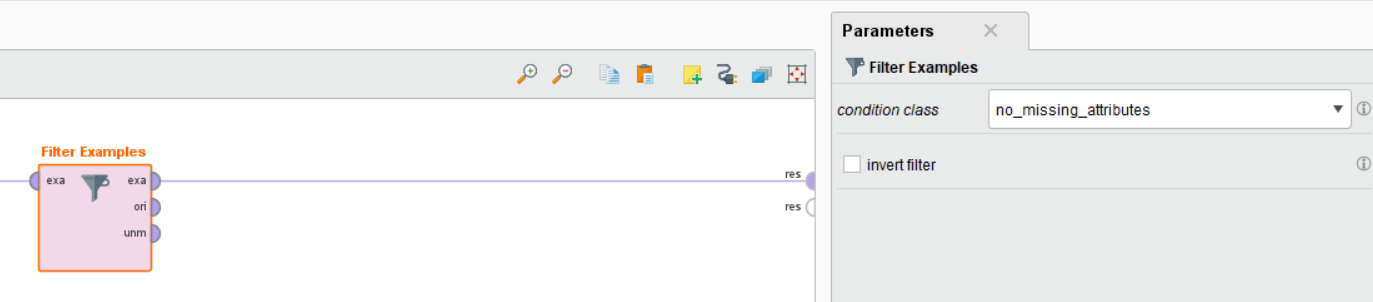 Parameters
Filter Examples
condition class no_missing_attributes
invert filter
Filter Examples
exa exa
ori
unm
res
res